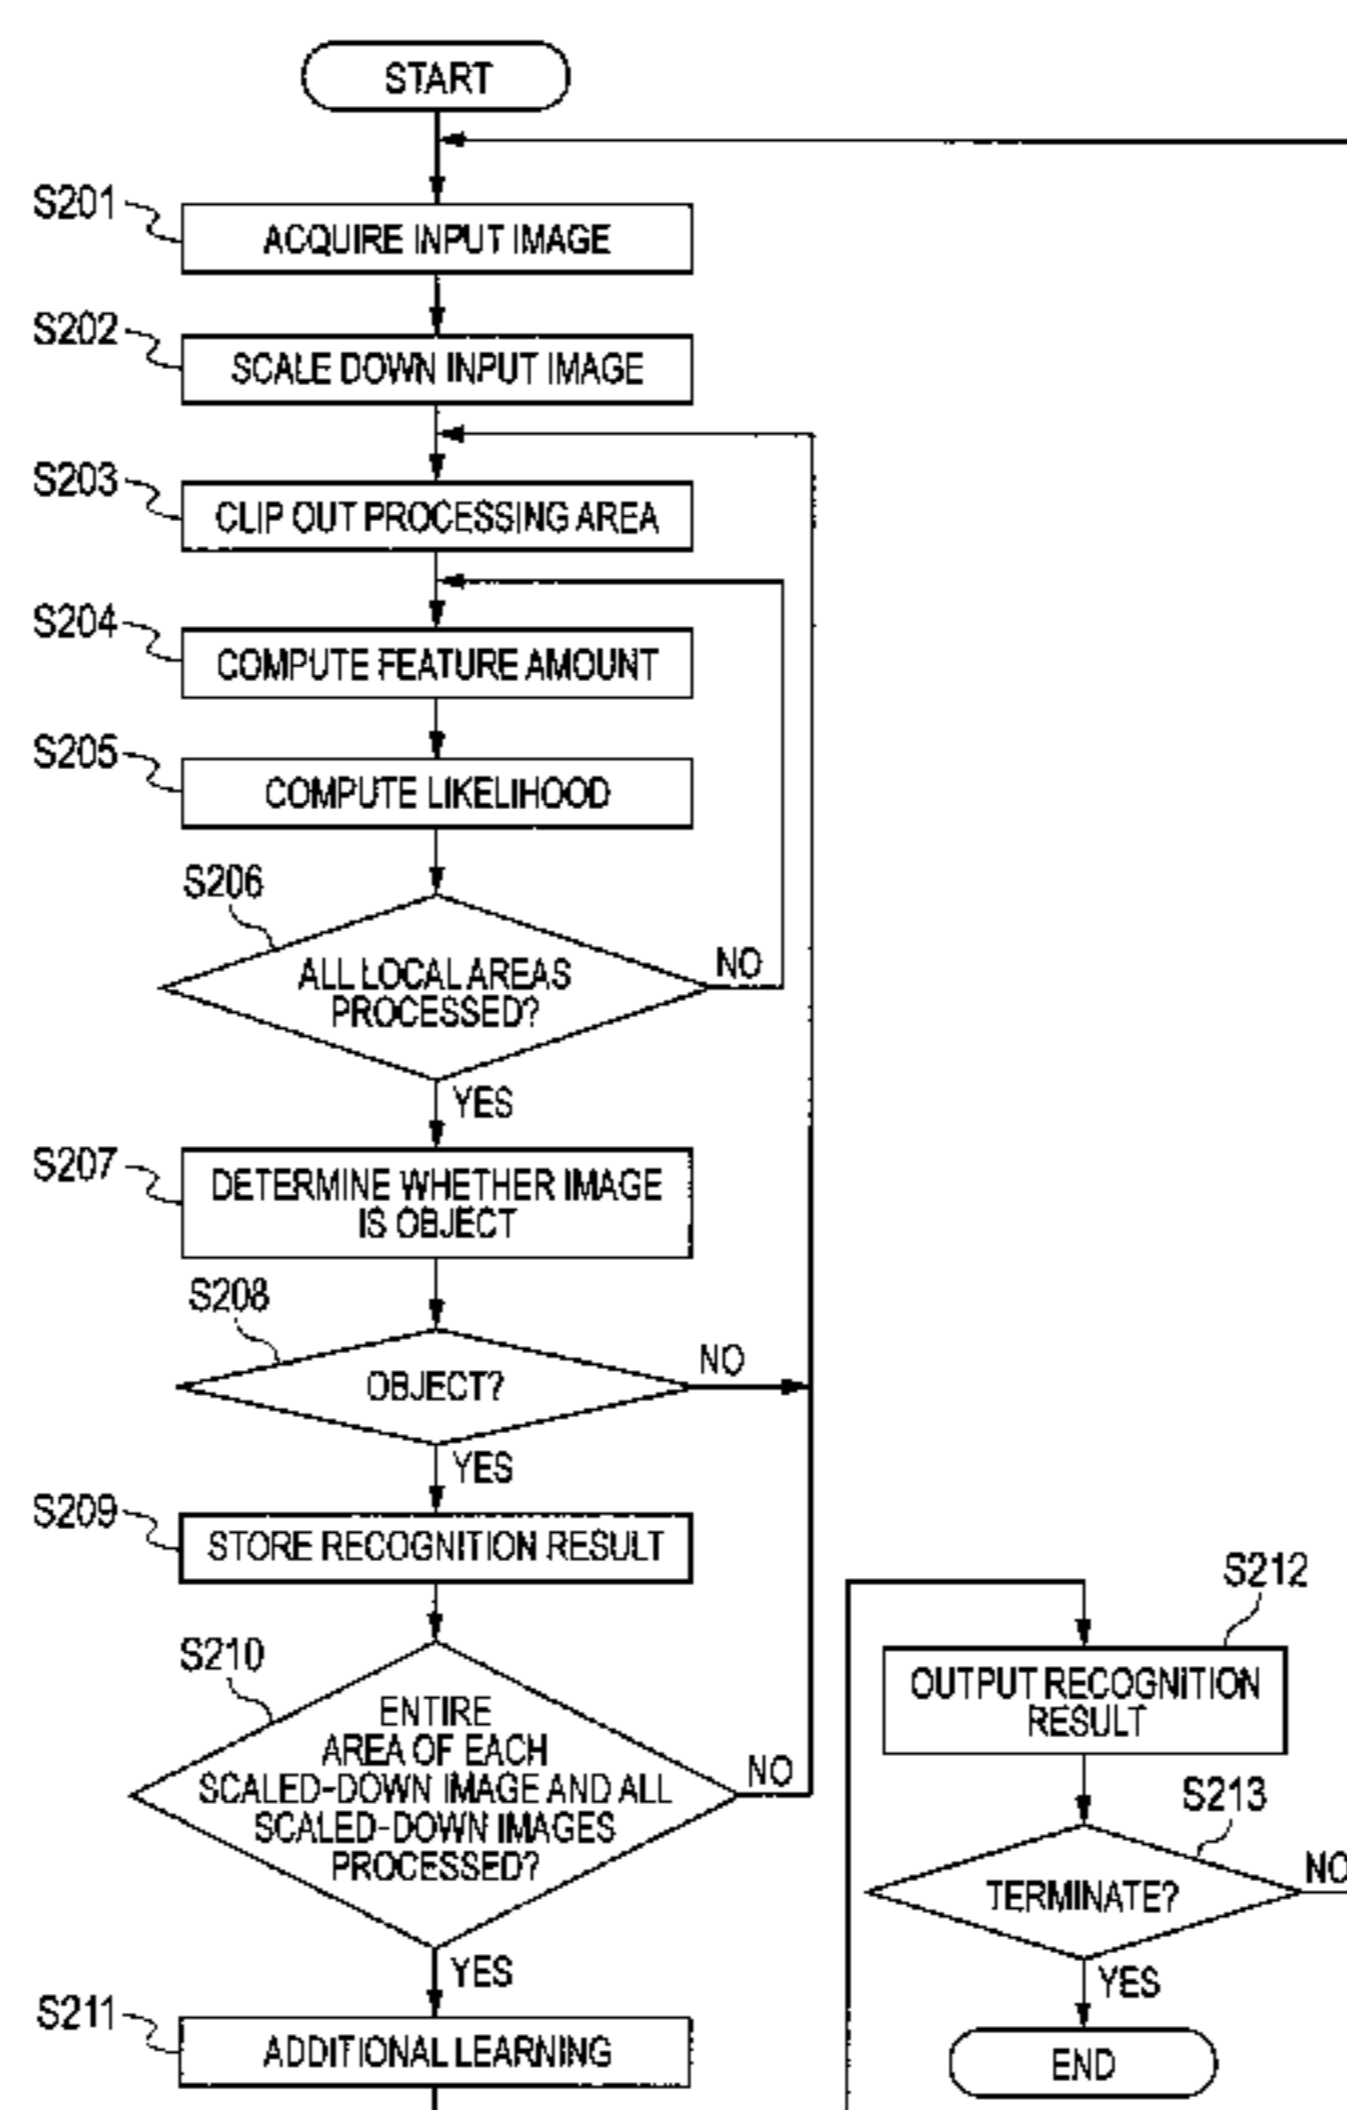 START
S201
ACQUIRE INPUT IMAGE
S202
SCALE DOWN INPUT IMAGE
S203
CLIP OUT PROCESSING AREA
S204
COMPUTE FEATURE AMOUNT
S205
COMPUTE LIKELIHOOD
S206
ALL LOCAL AREAS
PROCESSED?
NO
YES
S207
DETERMINE WHETHER IMAGE
IS OBJECT
S208
OBJECT?
NO
YES
S209
STORE RECOGNITION RESULT
S210
ENTIRE
AREA OF EACH
SCALED-DOWN IMAGE AND ALL
SCALED-DOWN IMAGES
PROCESSED?
NO
YES
S211
ADDITIONAL LEARNING
S212
OUTPUT RECOGNITION
RESULT
S213
TERMINATE?
NO
YES
END